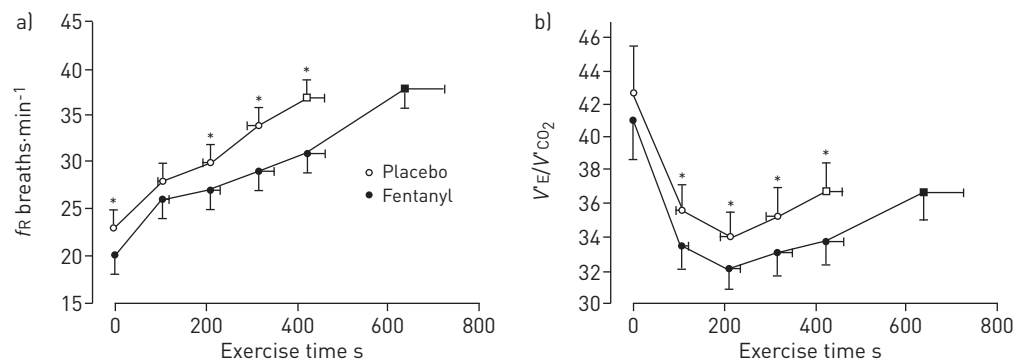 a)
45
40
35
30
25
20
15
fR breaths·min⁻¹
*
*
*
*
Placebo
Fentanyl
0 200 400 600 800
Exercise time s
b)
46
44
42
40
38
36
34
32
30
V'E/V'CO₂
*
*
*
*
0 200 400 600 800
Exercise time s